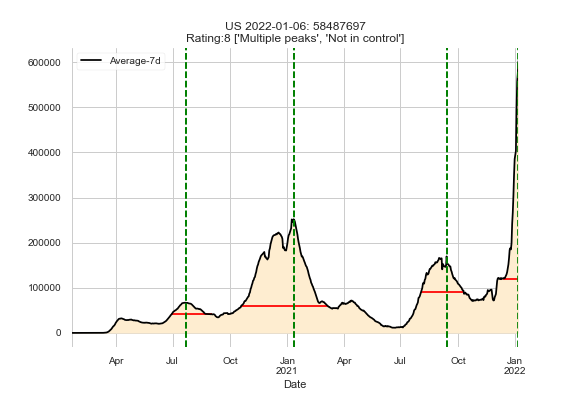 US 2022-01-06: 58487697
Rating:8 ['Multiple peaks', 'Not in control']
Average-7d
600000
500000
400000
300000
200000
100000
0
Apr Jul Oct Jan Apr Jul Oct Jan
2021 2022
Date